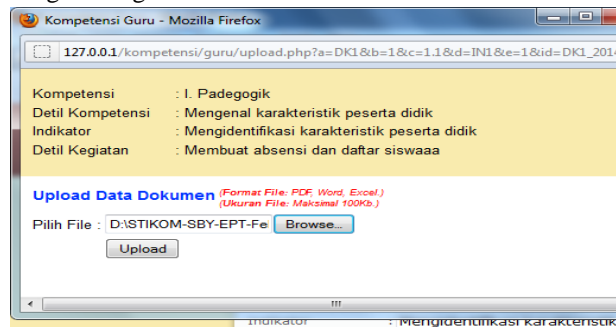 Kompetensi Guru - Mozilla Firefox
127.0.0.1/kompetensi/guru/upload.php?a=DK1&b=1&c=1.1&d=IN1&e=1&id=DK1_2014
Kompetensi : I. Padegogik
Detil Kompetensi : Mengenal karakteristik peserta didik
Indikator : Mengidentifikasi karakteristik peserta didik
Detil Kegiatan : Membuat absensi dan daftar siswaaa
Upload Data Dokumen (Format File: PDF, Word, Excel.)
(Ukuran File: Maksimal 100Kb.)
Pilih File : D:\STIKOM-SBY-EPT-Fe Browse...
Upload
Indikator : Mengidentifikasi karakteristik